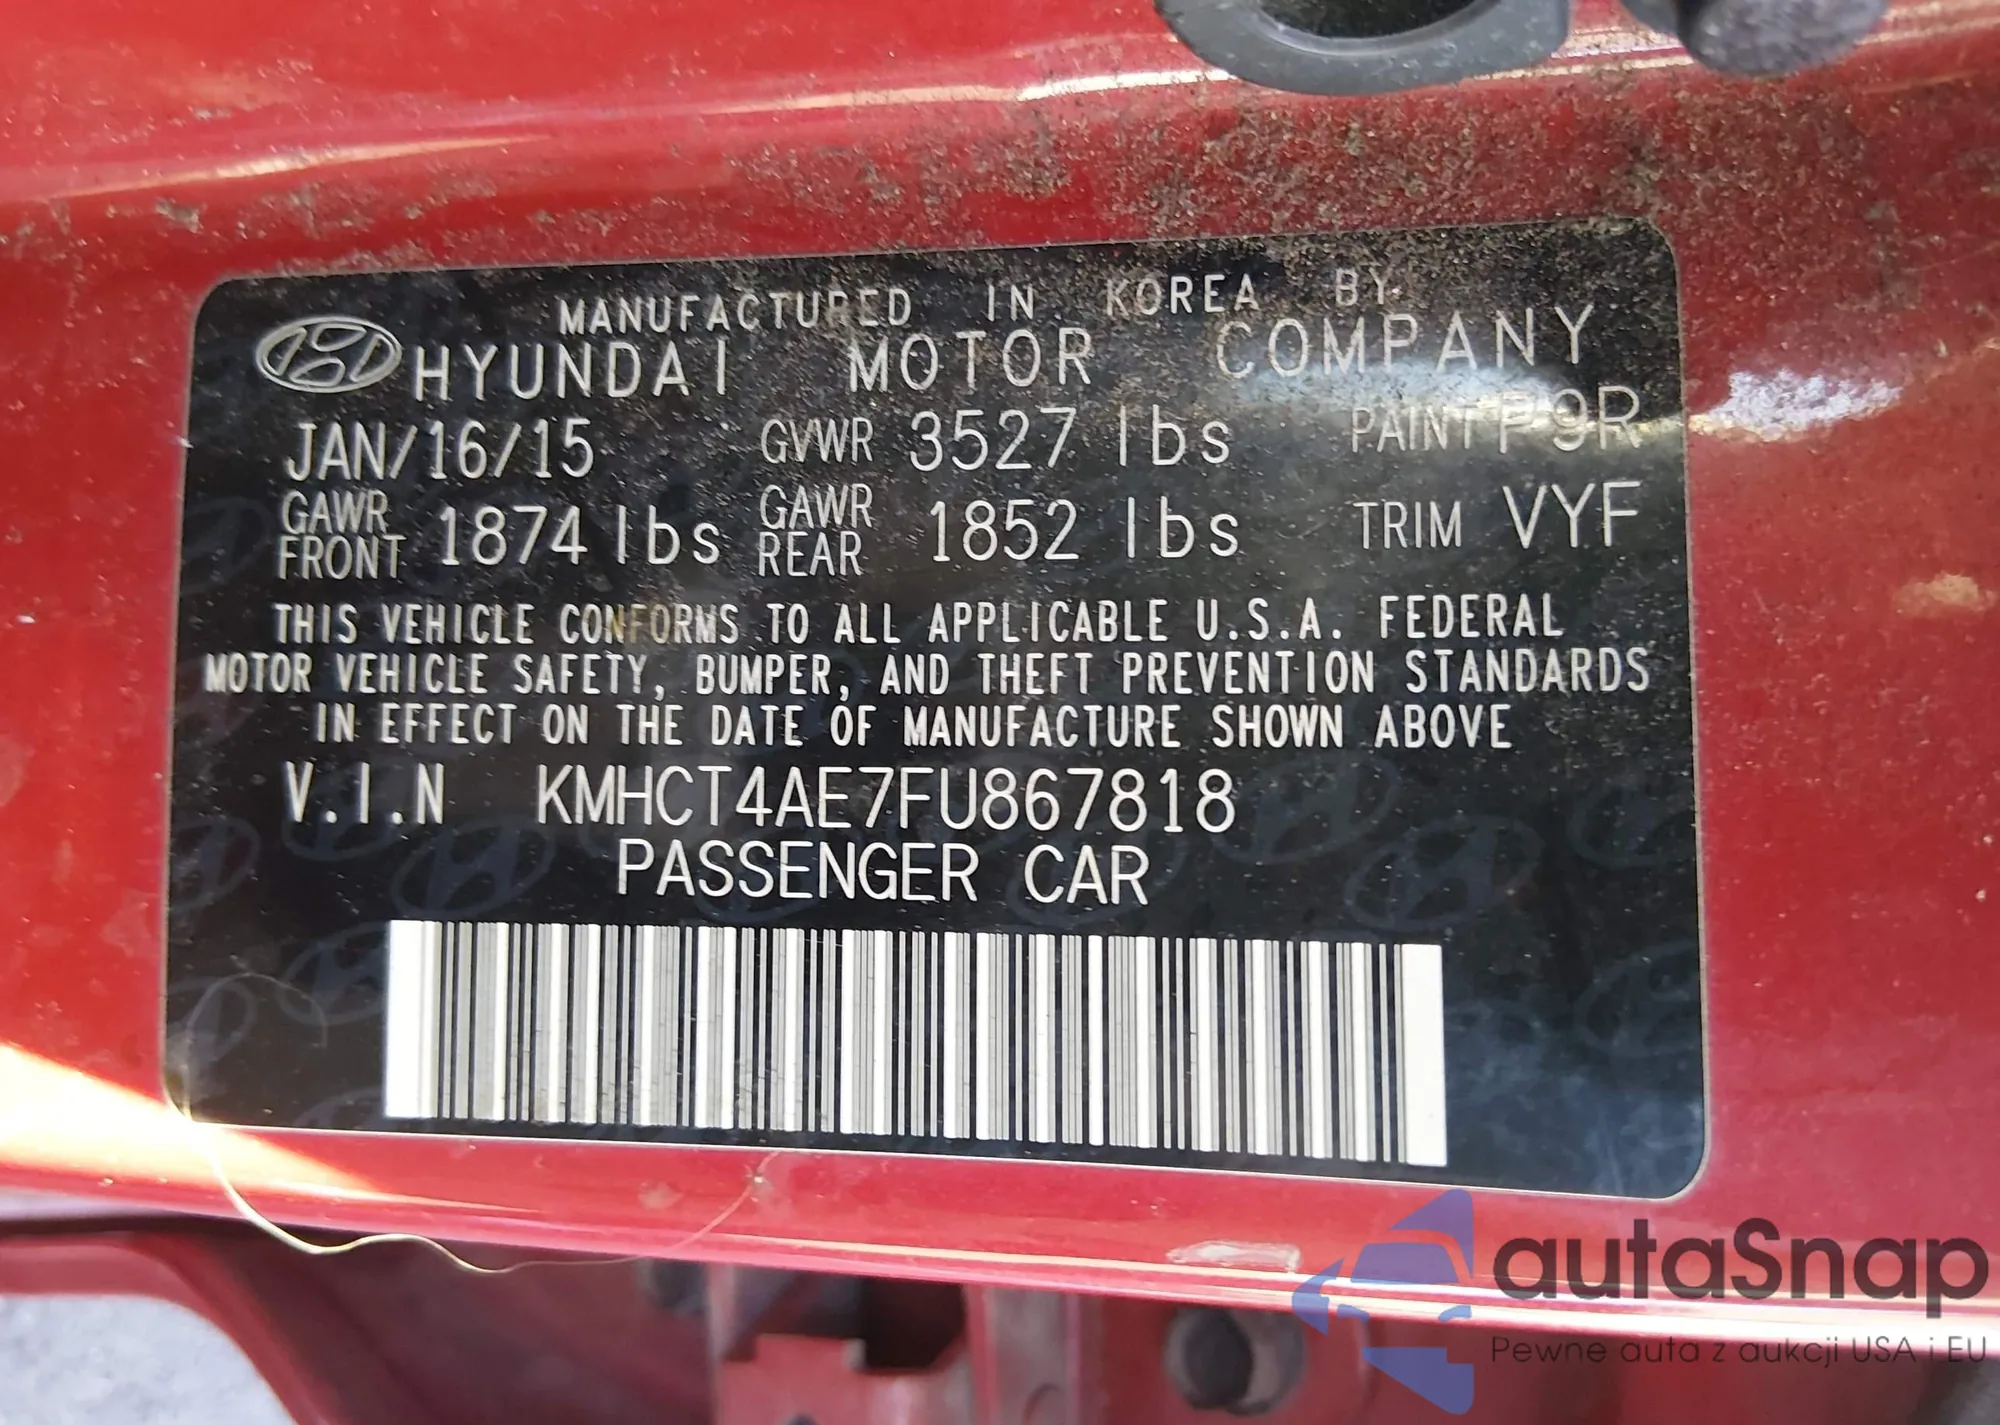 MANUFACTURED IN KOREA BY
HYUNDAI MOTOR COMPANY
JAN/16/15 GVWR 3527 lbs PAINT P9R
GAWR FRONT 1874 lbs GAWR REAR 1852 lbs TRIM VYF
THIS VEHICLE CONFORMS TO ALL APPLICABLE U.S.A. FEDERAL
MOTOR VEHICLE SAFETY, BUMPER, AND THEFT PREVENTION STANDARDS
IN EFFECT ON THE DATE OF MANUFACTURE SHOWN ABOVE
V.I.N KMHCT4AE7FU867818
PASSENGER CAR
autaSnap
Pewne auta z aukcji USA i EU